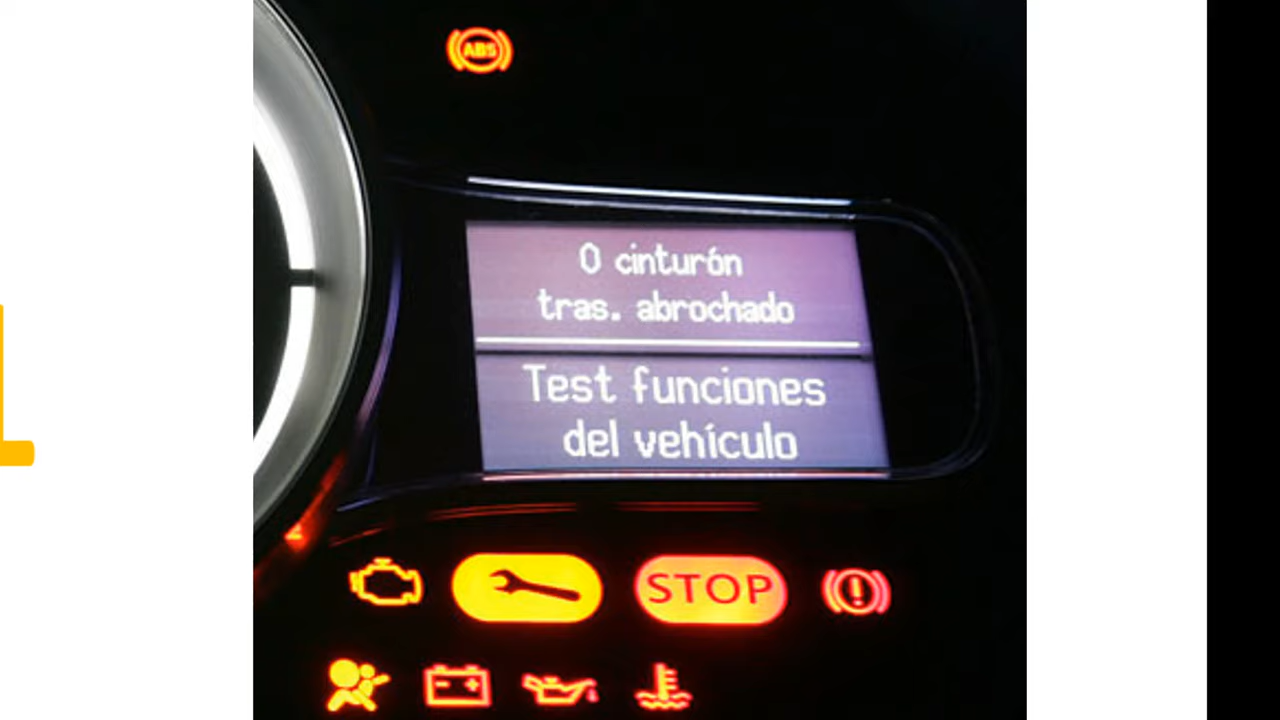 ABS
0 cinturón
tras. abrochado
Test funciones
del vehículo
STOP